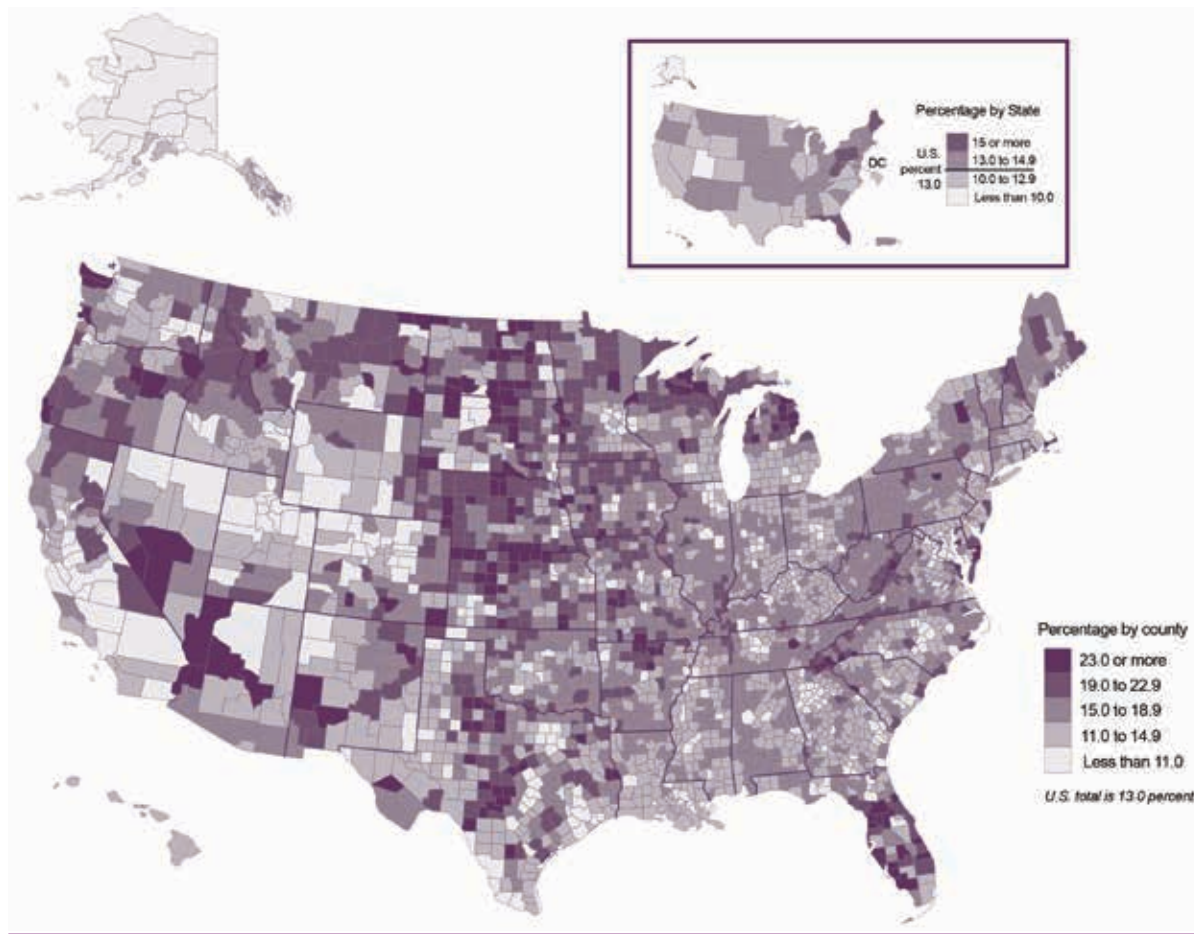 Percentage by State
15 or more
U.S. 13.0 to 14.9
percent
DC
13.0 10.0 to 12.9
Less than 10.0
Percentage by county
23.0 or more
19.0 to 22.9
15.0 to 18.9
11.0 to 14.9
Less than 11.0
U.S. total is 13.0 percent